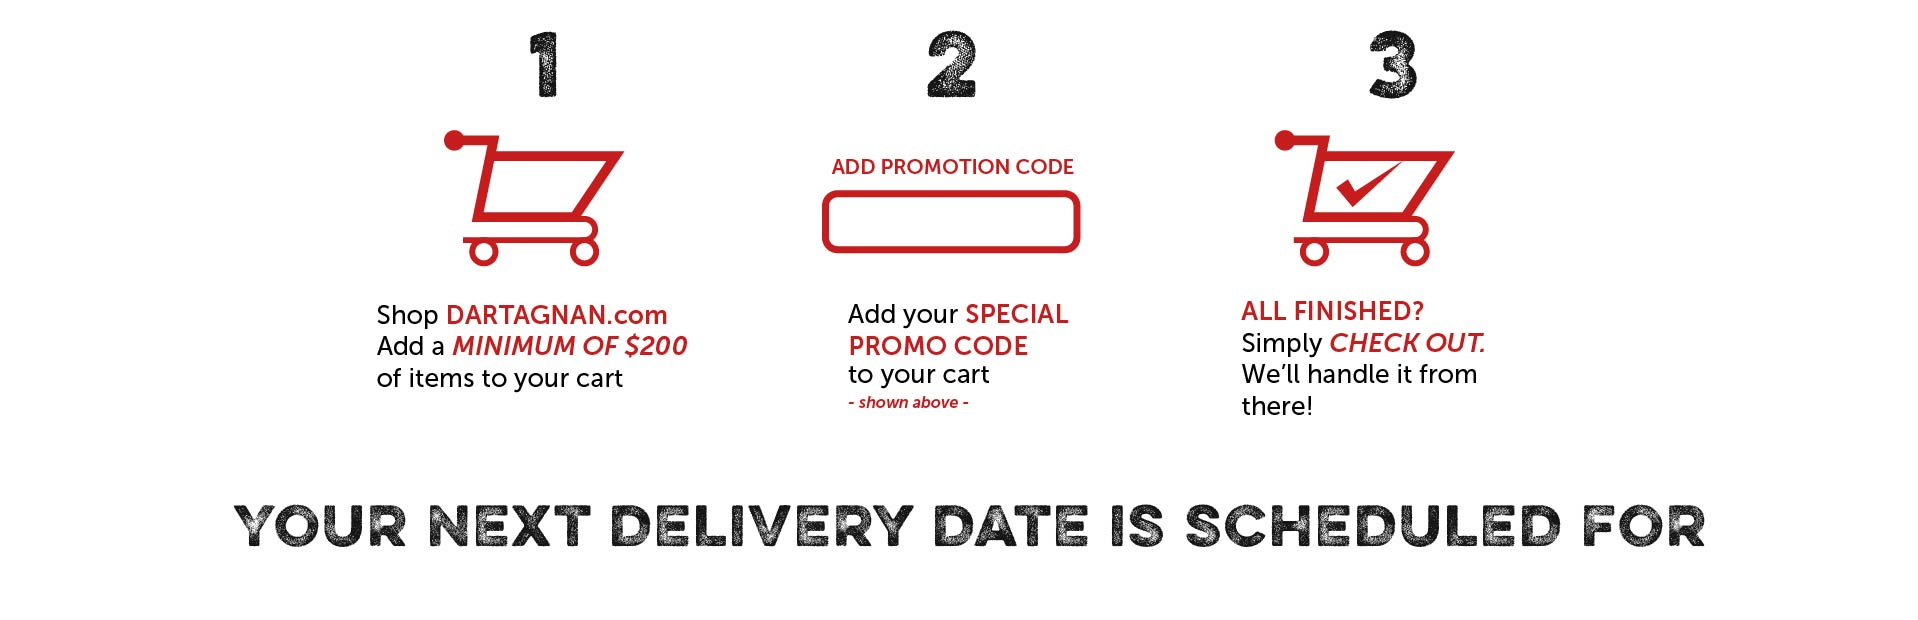 1
2
3
ADD PROMOTION CODE
Shop DARTAGNAN.com
Add a MINIMUM OF $200
of items to your cart
Add your SPECIAL
PROMO CODE
to your cart
- shown above -
ALL FINISHED?
Simply CHECK OUT.
We'll handle it from
there!
YOUR NEXT DELIVERY DATE IS SCHEDULED FOR